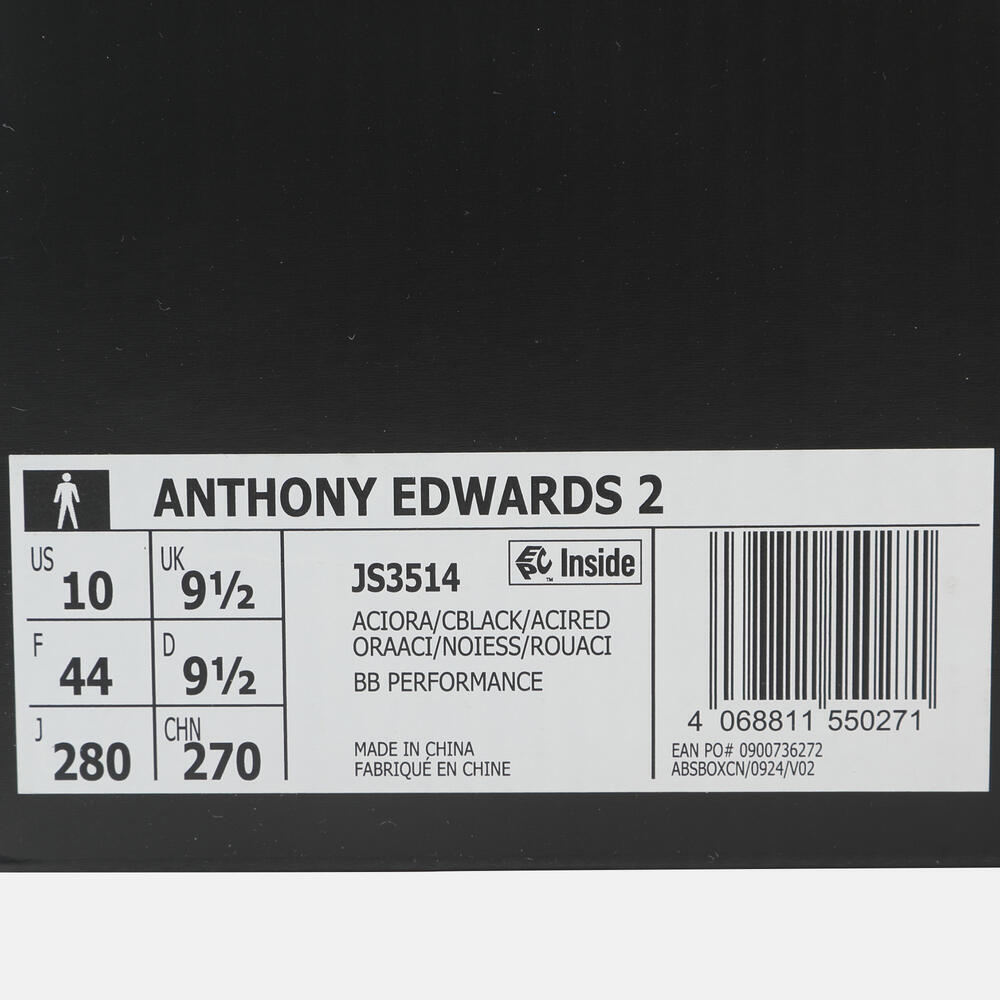 ANTHONY EDWARDS 2
US 10
UK 9½
F 44
D 9½
J 280
CHN 270
JS3514
EPC Inside
™
ACIORA/CBLACK/ACIRED
ORAACI/NOIESS/ROUACI
BB PERFORMANCE
MADE IN CHINA
FABRIQUÉ EN CHINE
4 068811 550271
EAN PO# 0900736272
ABSBOXCN/0924/V02